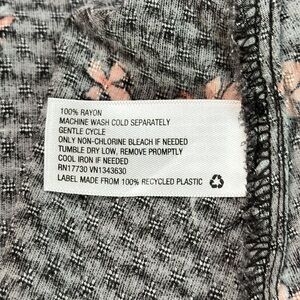 100% RAYON
MACHINE WASH COLD SEPARATELY
GENTLE CYCLE
ONLY NON-CHLORINE BLEACH IF NEEDED
TUMBLE DRY LOW, REMOVE PROMPTLY
COOL IRON IF NEEDED
RN17730 VN1343630
LABEL MADE FROM 100% RECYCLED PLASTIC